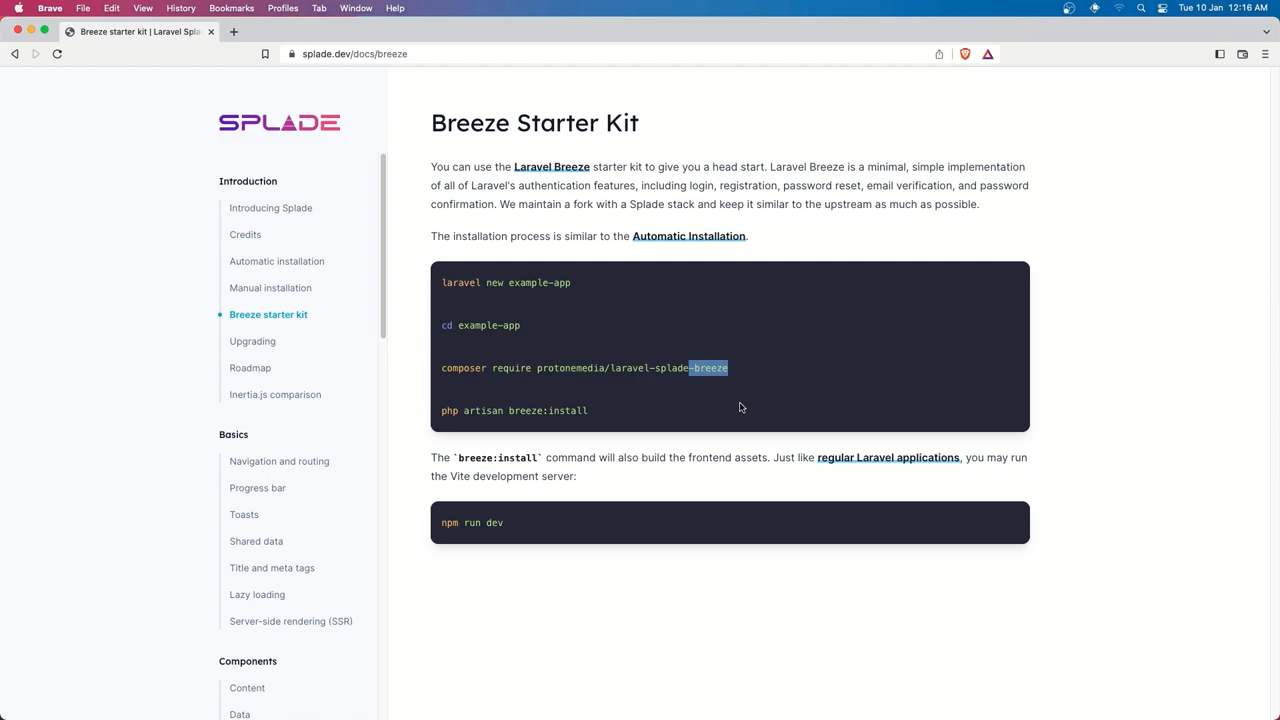 Brave File Edit View History Bookmarks Profiles Tab Window Help Tue 10 Jan 12:16 AM
Breeze starter kit | Laravel Spla
splade.dev/docs/breeze
SPLADE
Introduction
Introducing Splade
Credits
Automatic installation
Manual installation
Breeze starter kit
Upgrading
Roadmap
Inertia.js comparison
Basics
Navigation and routing
Progress bar
Toasts
Shared data
Title and meta tags
Lazy loading
Server-side rendering (SSR)
Components
Content
Data
Breeze Starter Kit
You can use the Laravel Breeze starter kit to give you a head start. Laravel Breeze is a minimal, simple implementation
of all of Laravel's authentication features, including login, registration, password reset, email verification, and password
confirmation. We maintain a fork with a Splade stack and keep it similar to the upstream as much as possible.
The installation process is similar to the Automatic Installation.
laravel new example-app
cd example-app
composer require protonemedia/laravel-splade-breeze
php artisan breeze:install
The `breeze:install` command will also build the frontend assets. Just like regular Laravel applications, you may run
the Vite development server:
npm run dev